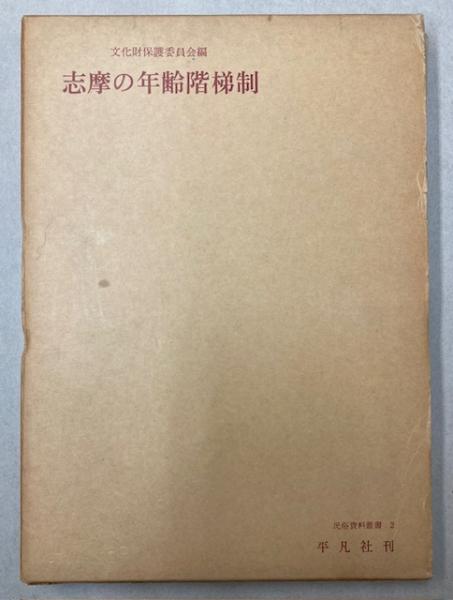 文化財保護委員会編
志摩の年齢階梯制
民俗資料叢書 2
平凡社刊